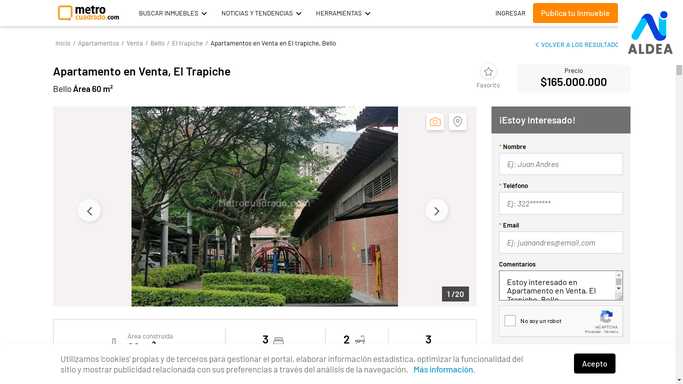 metro
cuadrado.com
BUSCAR INMUEBLES
NOTICIAS Y TENDENCIAS
HERRAMIENTAS
INGRESAR
Publica tu Inmueble
ALDEA
Inicio / Apartamentos / Venta / Bello / El trapiche / Apartamentos en Venta en El trapiche, Bello
< VOLVER A LOS RESULTADO
Apartamento en Venta, El Trapiche
Bello Área 60 m²
Favorito
Precio
$165.000.000
metrocuadrado.com
1 / 20
¡Estoy Interesado!
* Nombre
Ej: Juan Andres
* Teléfono
Ej: 322*******
* Email
Ej: juanandres@email.com
Comentarios
Estoy interesado en
Apartamento en Venta, El
Trapiche, Bello
No soy un robot
reCAPTCHA
Privacidad - Términos
Área construida
3
2
3
Utilizamos 'cookies' propias y de terceros para gestionar el portal, elaborar información estadística, optimizar la funcionalidad del
sitio y mostrar publicidad relacionada con sus preferencias a través del análisis de la navegación. Más información.
Acepto